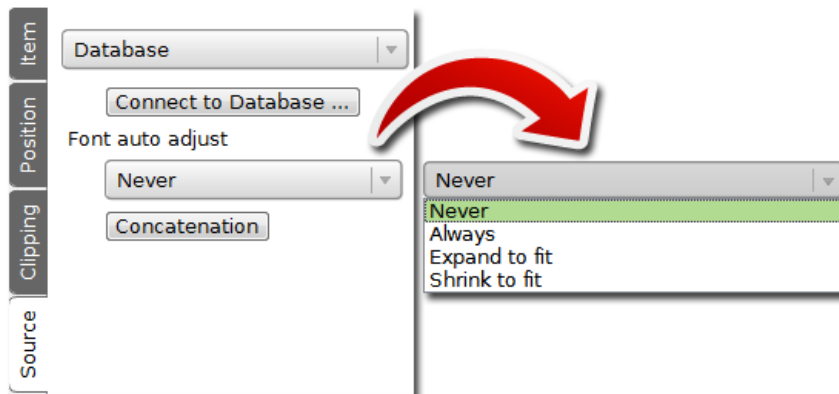 Item
Position
Clipping
Source
Database
Connect to Database ...
Font auto adjust
Never
Concatenation
Never
Never
Always
Expand to fit
Shrink to fit